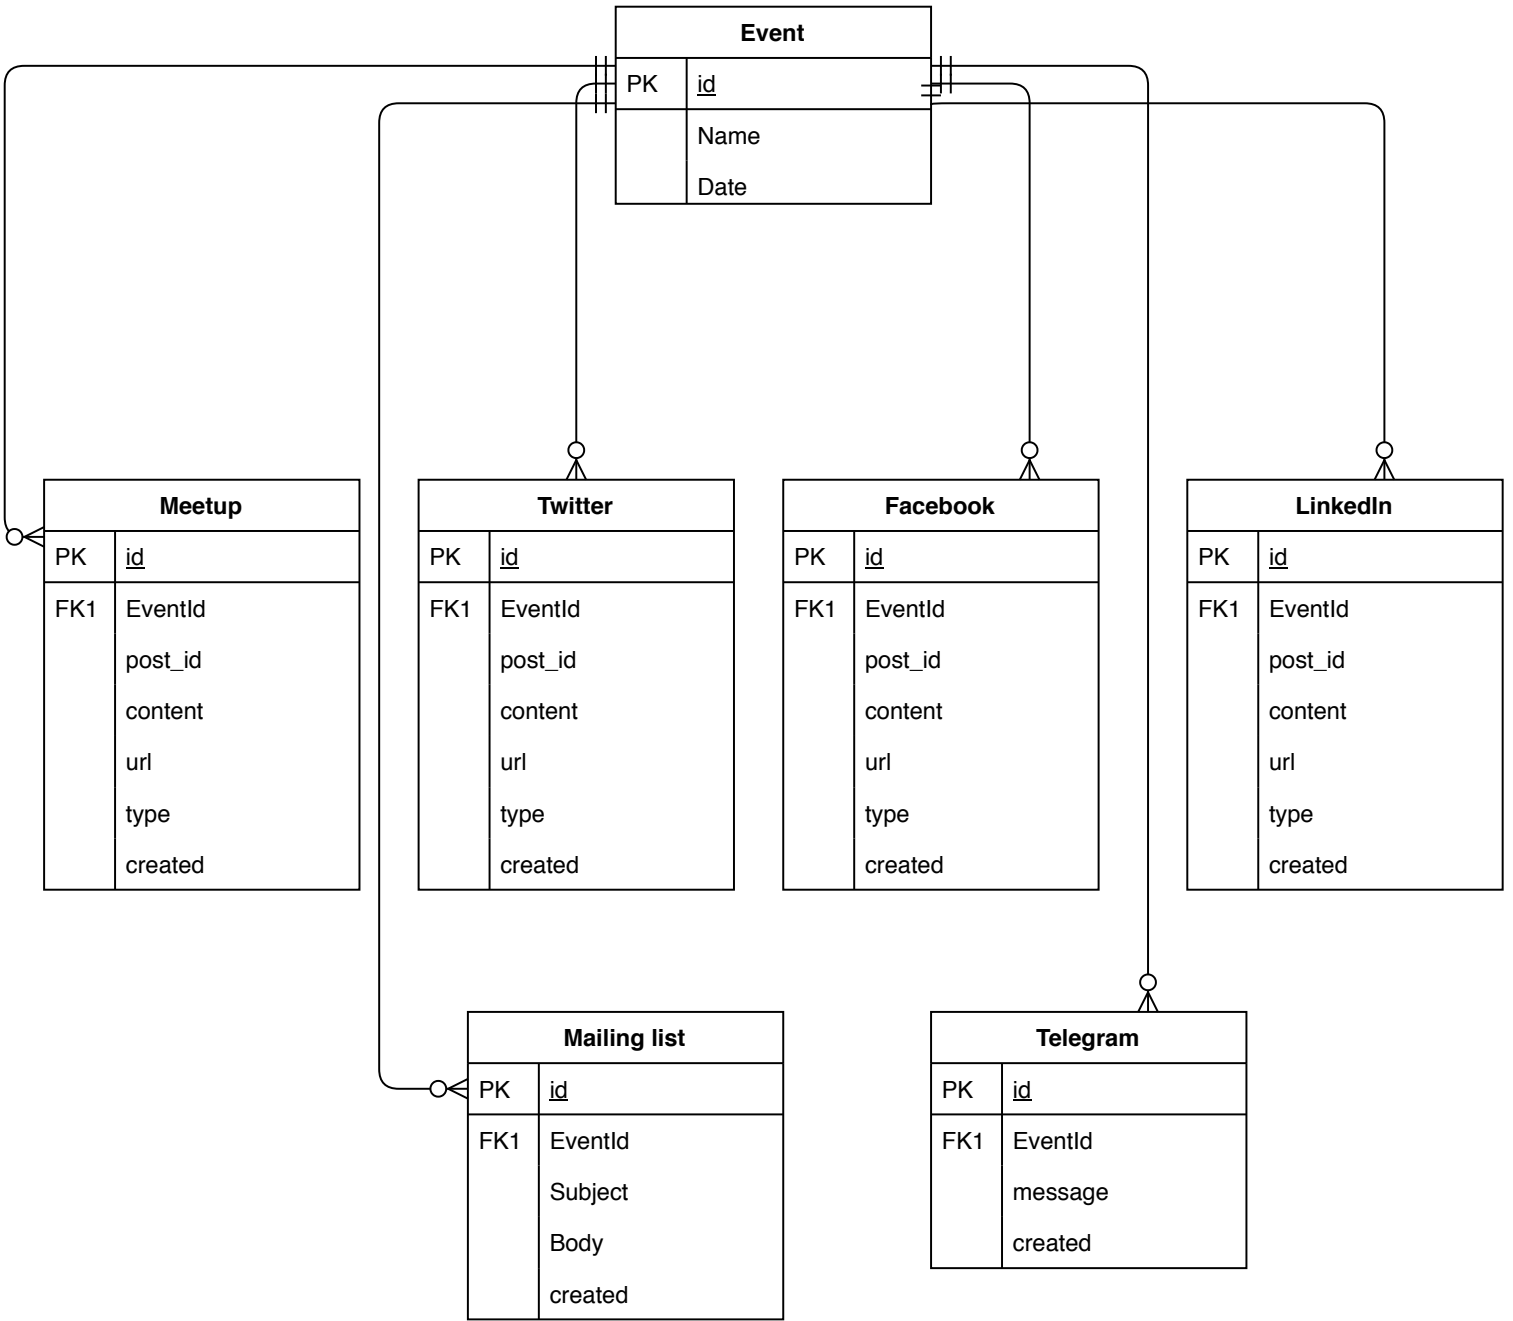 Event
PK id
Name
Date
Meetup
PK id
FK1 EventId
post_id
content
url
type
created
Twitter
PK id
FK1 EventId
post_id
content
url
type
created
Facebook
PK id
FK1 EventId
post_id
content
url
type
created
LinkedIn
PK id
FK1 EventId
post_id
content
url
type
created
Mailing list
PK id
FK1 EventId
Subject
Body
created
Telegram
PK id
FK1 EventId
message
created